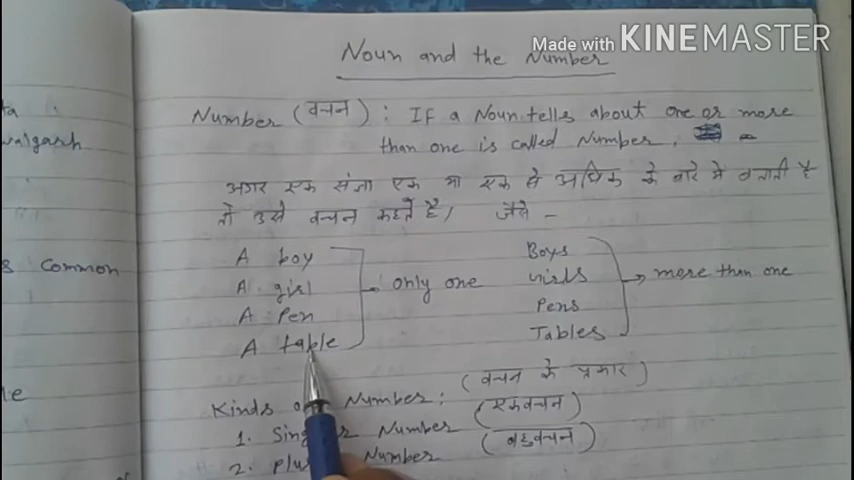 Made with KINEMASTER
Noun and the Number
Number (वचन) : If a Noun tells about one or more
than one is called Number.
अगर एक संज्ञा एक या एक से अधिक के बारे में बताती है
तो उसे वचन कहते है। जैसे -
A boy
A girl
A Pen
A table
only one
Boys
Girls
Pens
Tables
more than one
Kinds Number : (वचन के प्रकार)
1. Number (एकवचन)
2. Number (बहुवचन)
Common